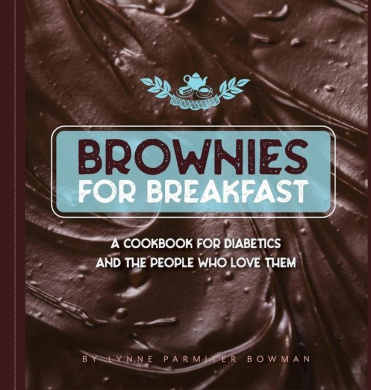 BROWNIES
FOR BREAKFAST
A COOKBOOK FOR DIABETICS
AND THE PEOPLE WHO LOVE THEM
BY LYNNE PARMITER BOWMAN